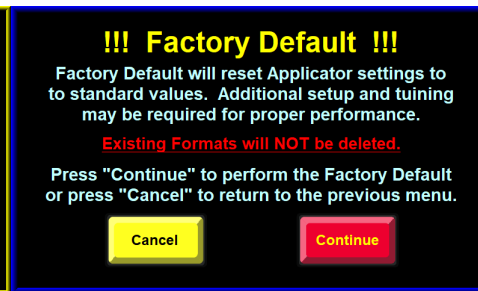 !!! Factory Default !!!
Factory Default will reset Applicator settings to
to standard values. Additional setup and tuining
may be required for proper performance.
Existing Formats will NOT be deleted.
Press "Continue" to perform the Factory Default
or press "Cancel" to return to the previous menu.
Cancel Continue